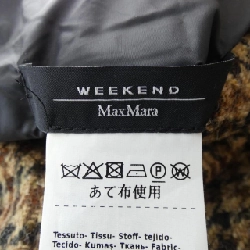 WEEKEND
MaxMara
あて布使用
Tessuto- Tissu- Stoff- tejido-
Tecido- Kumaş- Ткань- Fabric-